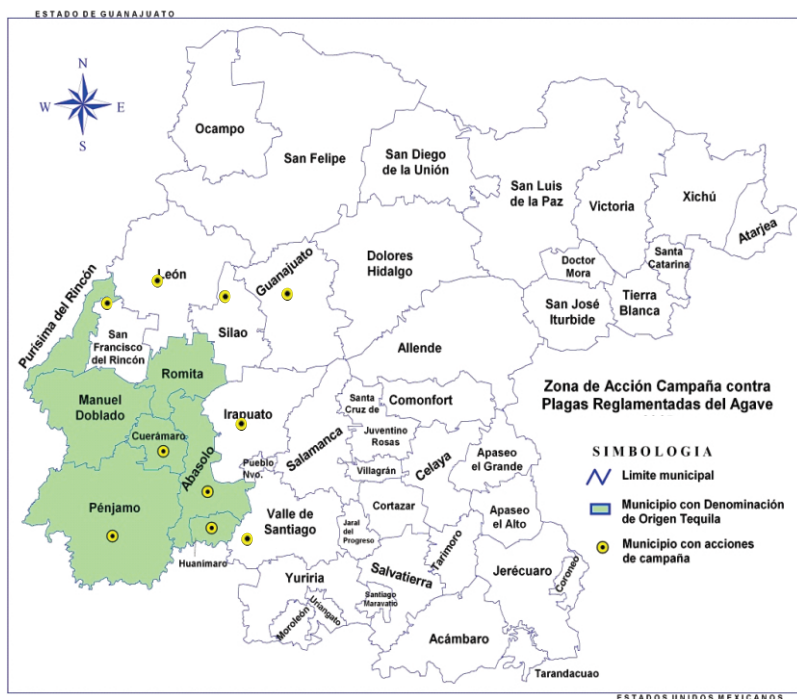 ESTADO DE GUANAJUATO
N
W
E
S
Ocampo
San Felipe
San Diego
de la Unión
San Luis
de la Paz
Victoria
Xichú
Atarjea
Santa
Catarina
Doctor
Mora
Tierra
Blanca
San José
Iturbide
Dolores
Hidalgo
León
Guanajuato
Silao
Purísima del Rincón
San
Francisco
del Rincón
Romita
Manuel
Doblado
Cuerámaro
Abasolo
Pénjamo
Huanimaro
Irapuato
Pueblo
Nvo.
Salamanca
Allende
Santa
Cruz de
Juventino
Rosas
Comonfort
Villagrán
Celaya
Apaseo
el Grande
Apaseo
el Alto
Cortazar
Valle de
Santiago
Jaral
del
Progreso
Tarimoro
Salvatierra
Jerécuaro
Coroneo
Yuriria
Santiago
Maravatío
Uriangato
Moroleón
Acámbaro
Tarandacuao
Zona de Acción Campaña contra
Plagas Reglamentadas del Agave
SIMBOLOGIA
Limite municipal
Municipio con Denominación
de Origen Tequila
Municipio con acciones
de campaña
ESTADOS UNIDOS MEXICANOS